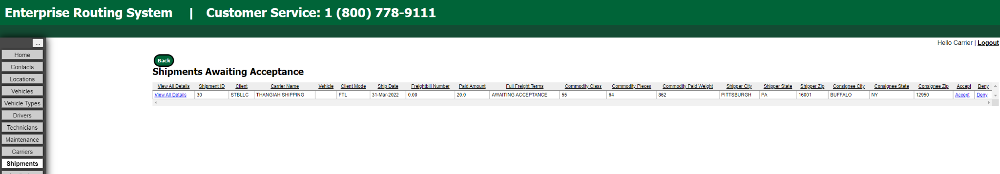 Enterprise Routing System | Customer Service: 1 (800) 778-9111
Hello Carrier | Logout
...
Home
Contacts
Locations
Vehicles
Vehicle Types
Drivers
Technicians
Maintenance
Carriers
Shipments
Back
Shipments Awaiting Acceptance
View All Details Shipment ID Client Carrier Name Vehicle Client Mode Ship Date Freightbill Number Paid Amount Full Freight Terms Commodity Class Commodity Pieces Commodity Paid Weight Shipper City Shipper State Shipper Zip Consignee City Consignee State Consignee Zip Accept Deny
View All Details 30 STBLLC THANGIAH SHIPPING FTL 31-Mar-2022 0.00 20.0 AWAITING ACCEPTANCE 55 64 862 PITTSBURGH PA 16001 BUFFALO NY 12950 Accept Deny